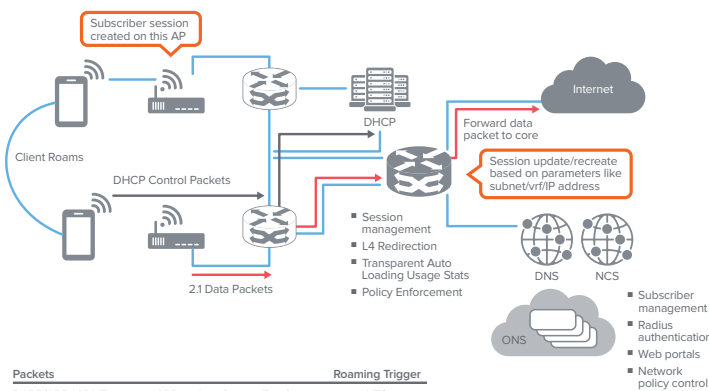 Subscriber session
created on this AP
Internet
DHCP
Forward data
packet to core
Client Roams
Session update/recreate
based on parameters like
subnet/vrf/IP address
DHCP Control Packets
▪ Session
management
▪ L4 Redirection
▪ Transparent Auto
Loading Usage Stats
▪ Policy Enforcement
2.1 Data Packets
DNS
NCS
ONS
▪ Subscriber
management
▪ Radius
authentication
▪ Web portals
▪ Network
policy control
Packets
Roaming Trigger